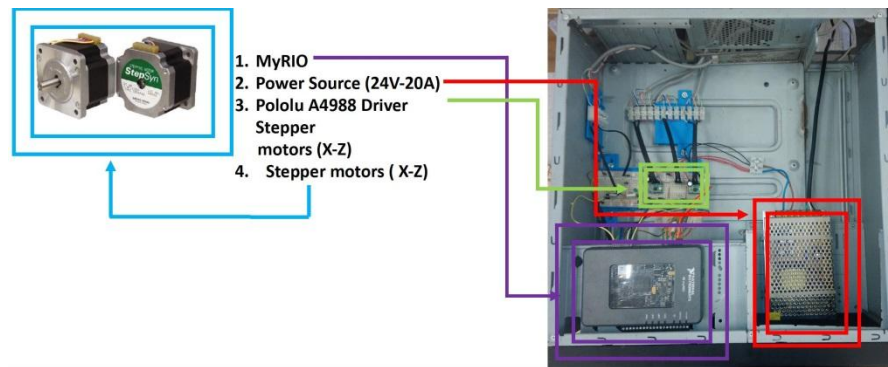 StepSyn
1. MyRIO
2. Power Source (24V-20A)
3. Pololu A4988 Driver
Stepper
motors (X-Z)
4. Stepper motors ( X-Z)